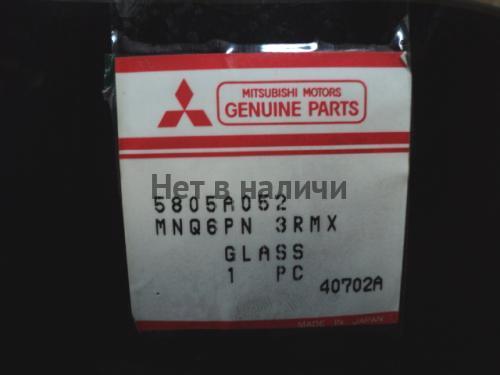 MITSUBISHI MOTORS
GENUINE PARTS
Нет в наличи
5805A052
MNQ6PN 3RMX
GLASS
1 PC
40702A
MADE IN JAPAN